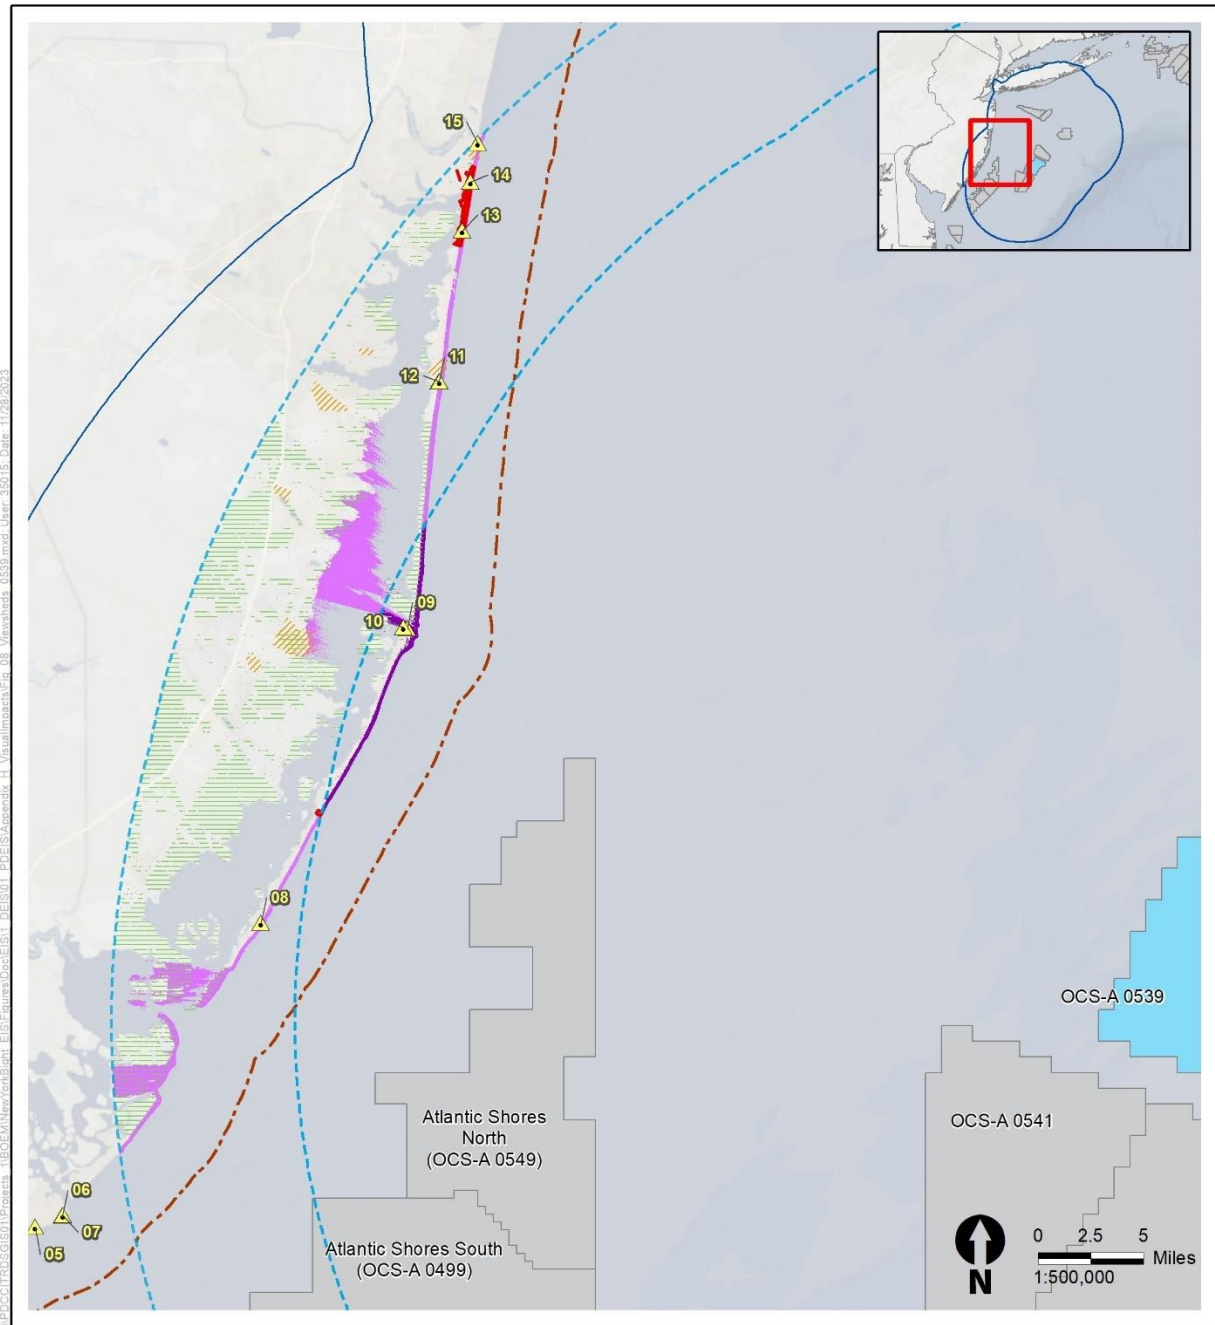 15
14
13
11
12
09
10
08
OCS-A 0539
Atlantic Shores
North
(OCS-A 0549)
OCS-A 0541
06
07
05
Atlantic Shores South
(OCS-A 0499)
N
0 2.5 5
Miles
1:500,000